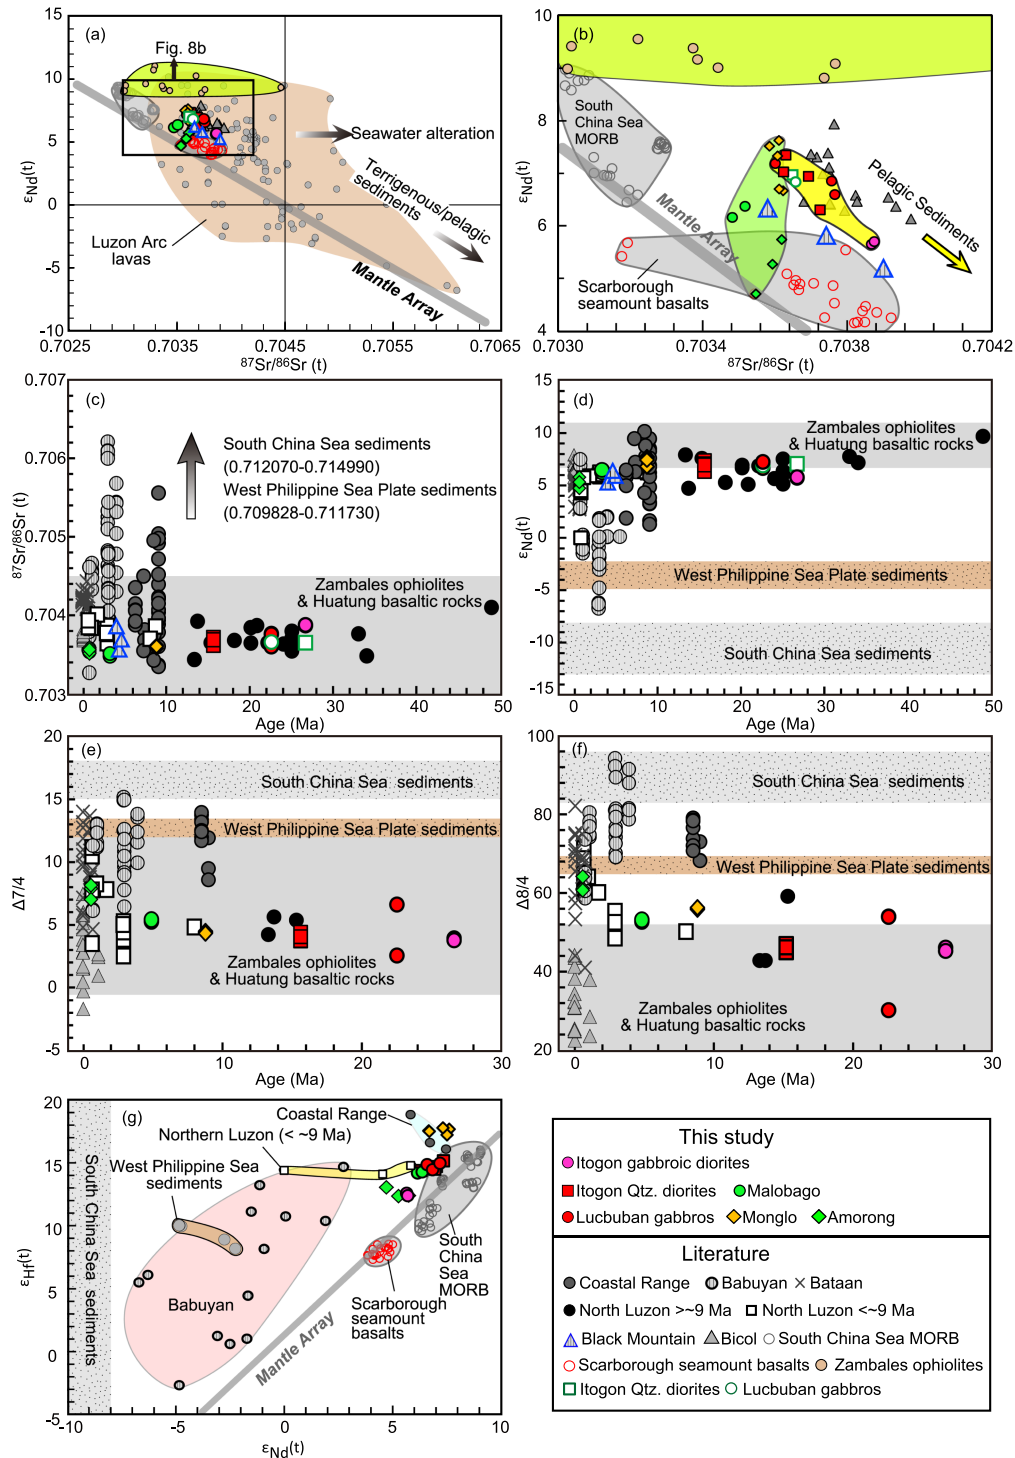 (a)
Fig. 8b
Seawater alteration
Terrigenous/pelagic
sediments
Luzon Arc
lavas
Mantle Array
εNd(t)
15
10
5
0
-5
-10
0.7025
0.7035
0.7045
0.7055
0.7065
87Sr/86Sr (t)
(b)
South
China Sea
MORB
Mantle Array
Pelagic Sediments
Scarborough
seamount basalts
εNd(t)
10
8
6
4
0.7030
0.7034
0.7038
0.7042
87Sr/86Sr (t)
(c)
South China Sea sediments
(0.712070-0.714990)
West Philippine Sea Plate sediments
(0.709828-0.711730)
Zambales ophiolites
& Huatung basaltic rocks
87Sr/86Sr (t)
0.707
0.706
0.705
0.704
0.703
0
10
20
30
40
50
Age (Ma)
(d)
Zambales ophiolites
& Huatung basaltic rocks
West Philippine Sea Plate sediments
South China Sea sediments
εNd(t)
15
10
5
0
-5
-10
-15
0
10
20
30
40
50
Age (Ma)
(e)
South China Sea sediments
West Philippine Sea Plate sediments
Zambales ophiolites
& Huatung basaltic rocks
Δ7/4
20
15
10
5
0
-5
0
10
20
30
Age (Ma)
(f)
South China Sea sediments
West Philippine Sea Plate sediments
Zambales ophiolites
& Huatung basaltic rocks
Δ8/4
100
80
60
40
20
0
10
20
30
Age (Ma)
(g)
Coastal Range
Northern Luzon (< ~9 Ma)
West Philippine Sea
sediments
South China Sea sediments
Babuyan
Mantle Array
Scarborough
seamount
basalts
South
China
Sea
MORB
εHf(t)
20
15
10
5
0
-5
-10
-5
0
5
10
εNd(t)
This study
Itogon gabbroic diorites
Itogon Qtz. diorites Malobago
Lucbuban gabbros Monglo Amorong
Literature
Coastal Range Babuyan Bataan
North Luzon >~9 Ma North Luzon <~9 Ma
Black Mountain Bicol South China Sea MORB
Scarborough seamount basalts Zambales ophiolites
Itogon Qtz. diorites Lucbuban gabbros